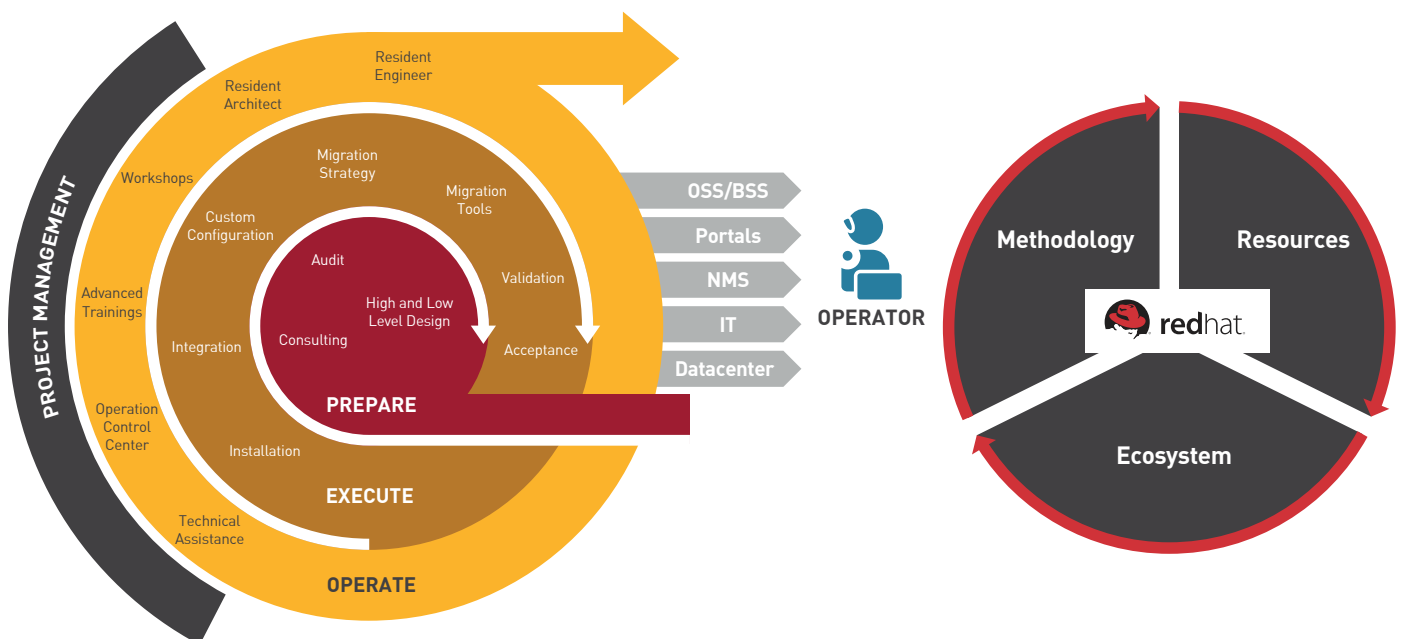 PROJECT MANAGEMENT
Resident
Engineer
Resident
Architect
Workshops
Advanced
Trainings
Operation
Control
Center
Technical
Assistance
OPERATE
Migration
Strategy
Migration
Tools
Custom
Configuration
Validation
Integration
Acceptance
Installation
EXECUTE
Audit
High and Low
Level Design
Consulting
PREPARE
OSS/BSS
Portals
NMS
IT
Datacenter
OPERATOR
Methodology
Resources
redhat.
Ecosystem